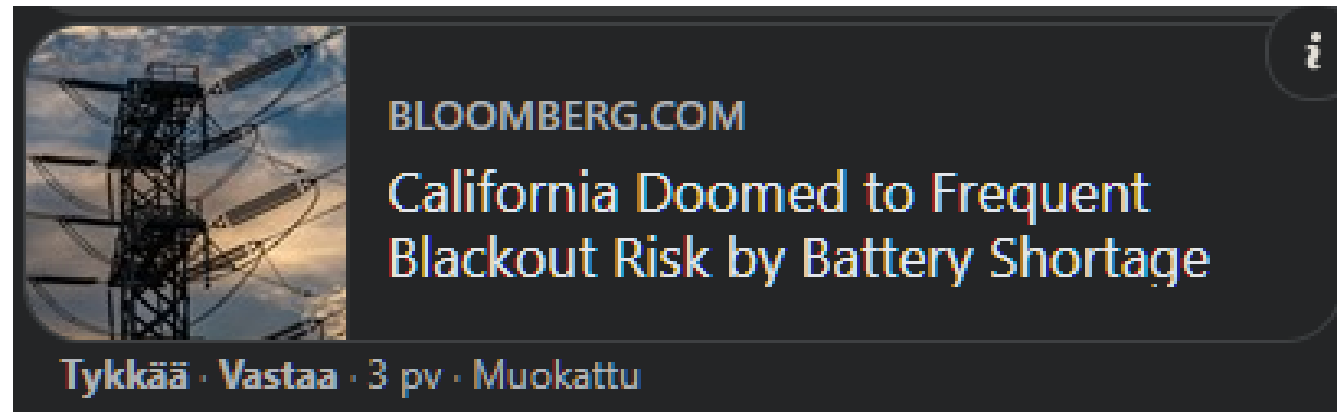 BLOOMBERG.COM
California Doomed to Frequent
Blackout Risk by Battery Shortage
Tykkää · Vastaa · 3 pv · Muokattu